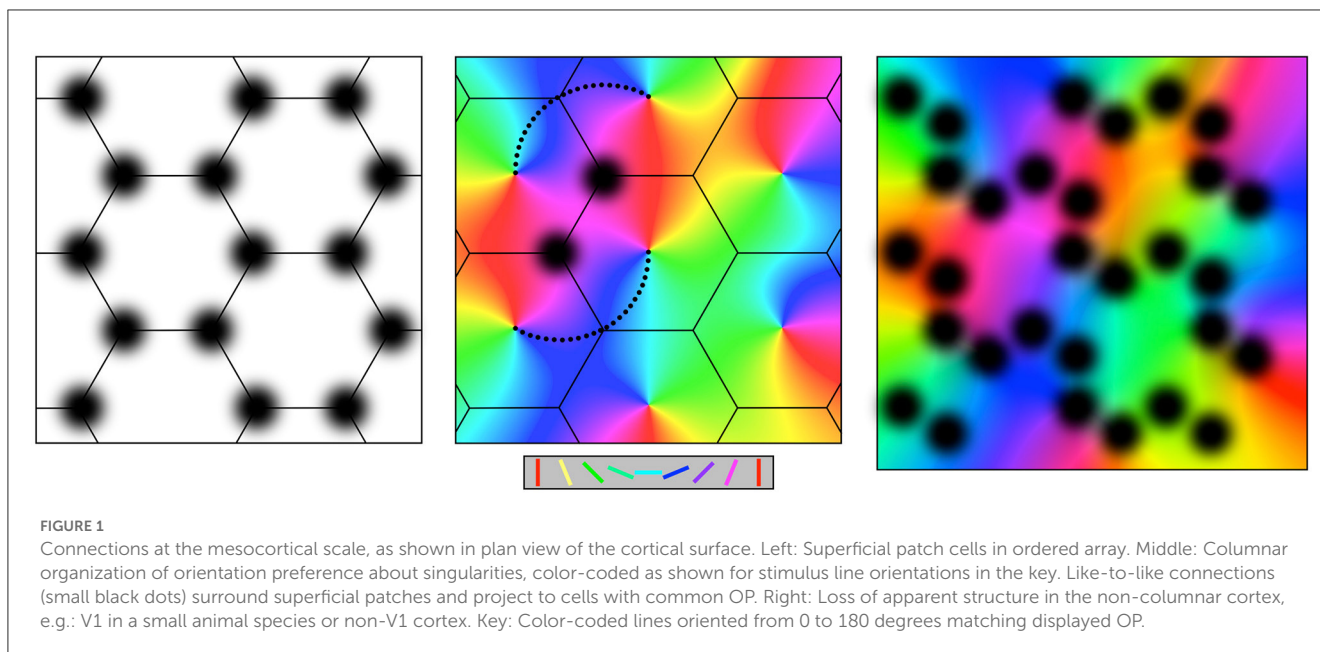 FIGURE 1
Connections at the mesocortical scale, as shown in plan view of the cortical surface. Left: Superficial patch cells in ordered array. Middle: Columnar
organization of orientation preference about singularities, color-coded as shown for stimulus line orientations in the key. Like-to-like connections
(small black dots) surround superficial patches and project to cells with common OP. Right: Loss of apparent structure in the non-columnar cortex,
e.g.: V1 in a small animal species or non-V1 cortex. Key: Color-coded lines oriented from 0 to 180 degrees matching displayed OP.